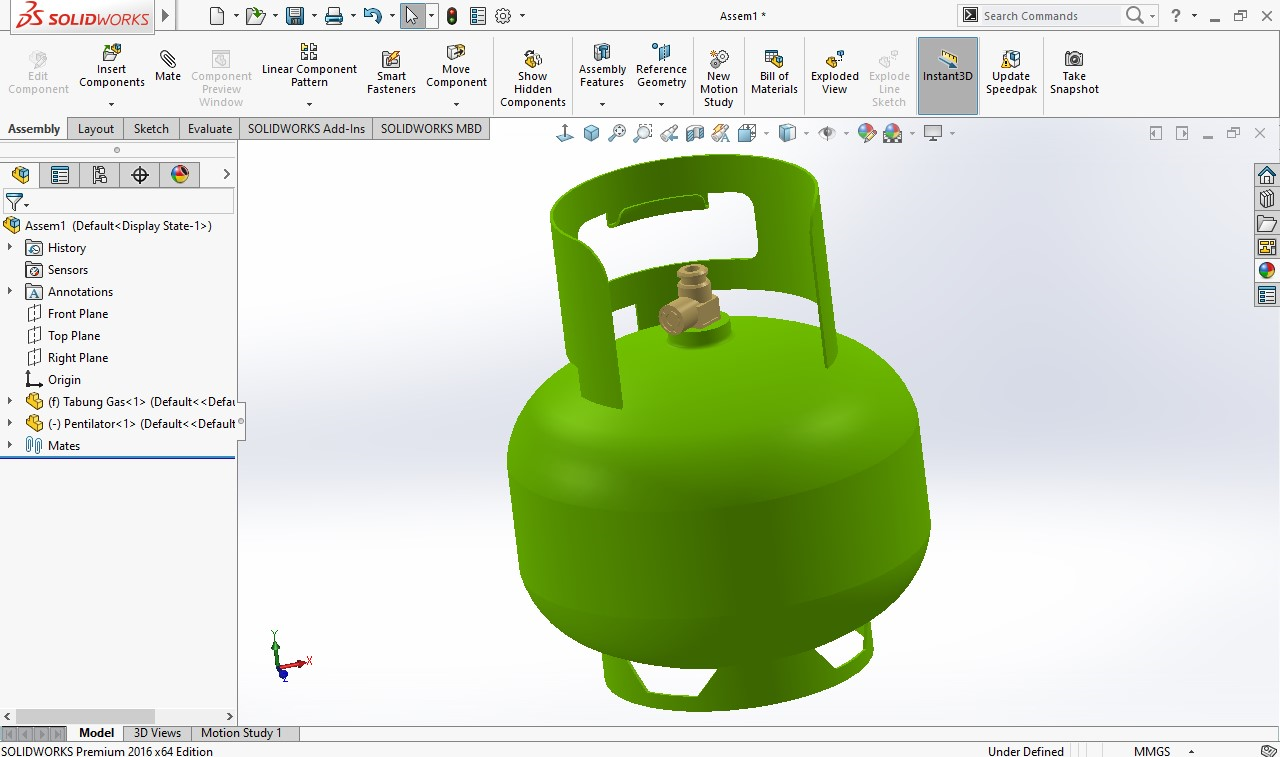 SOLIDWORKS
Assem1 *
Search Commands
?
Edit Component
Insert Components
Mate
Component Preview Window
Linear Component Pattern
Smart Fasteners
Move Component
Show Hidden Components
Assembly Features
Reference Geometry
New Motion Study
Bill of Materials
Exploded View
Explode Line Sketch
Instant3D
Update Speedpak
Take Snapshot
Assembly Layout Sketch Evaluate SOLIDWORKS Add-Ins SOLIDWORKS MBD
Assem1 (Default<Display State-1>)
History
Sensors
A Annotations
Front Plane
Top Plane
Right Plane
Origin
(f) Tabung Gas<1> (Default<<Defau
(-) Pentilator<1> (Default<<Default
Mates
Y
X
Z
Model 3D Views Motion Study 1
SOLIDWORKS Premium 2016 x64 Edition
Under Defined MMGS